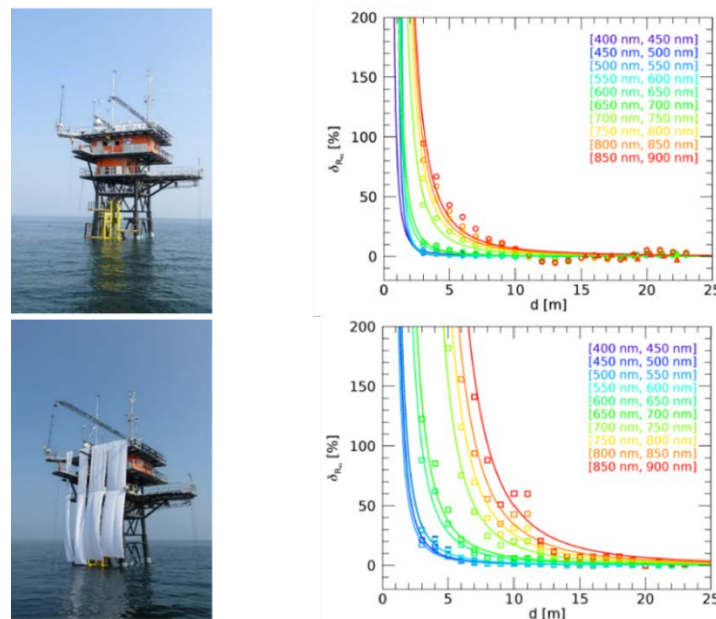 200
150
100
50
0
δ_R [%]
[400 nm, 450 nm]
[450 nm, 500 nm]
[500 nm, 550 nm]
[550 nm, 600 nm]
[600 nm, 650 nm]
[650 nm, 700 nm]
[700 nm, 750 nm]
[750 nm, 800 nm]
[800 nm, 850 nm]
[850 nm, 900 nm]
0 5 10 15 20 25
d [m]
200
150
100
50
0
δ_R [%]
[400 nm, 450 nm]
[450 nm, 500 nm]
[500 nm, 550 nm]
[550 nm, 600 nm]
[600 nm, 650 nm]
[650 nm, 700 nm]
[700 nm, 750 nm]
[750 nm, 800 nm]
[800 nm, 850 nm]
[850 nm, 900 nm]
0 5 10 15 20 25
d [m]